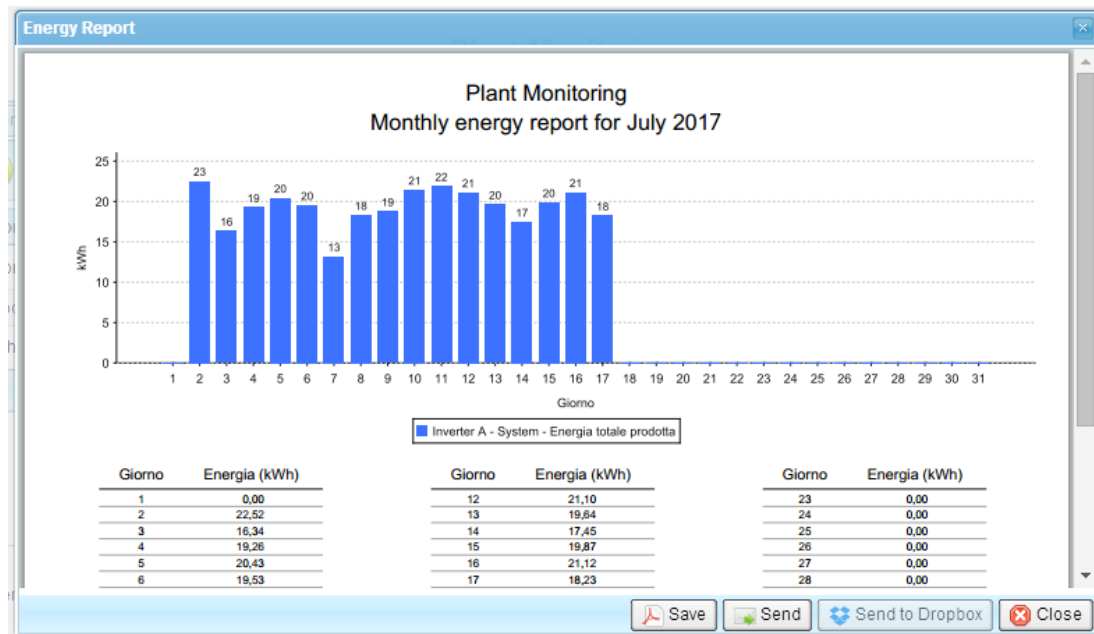 Energy Report
Plant Monitoring
Monthly energy report for July 2017
25
20
15
10
5
0
kWh
23
16
19
20
20
13
18
19
21
22
21
20
17
20
21
18
1 2 3 4 5 6 7 8 9 10 11 12 13 14 15 16 17 18 19 20 21 22 23 24 25 26 27 28 29 30 31
Giorno
Inverter A - System - Energia totale prodotta
Giorno Energia (kWh) Giorno Energia (kWh) Giorno Energia (kWh)
1 0,00 12 21,10 23 0,00
2 22,52 13 19,64 24 0,00
3 16,34 14 17,45 25 0,00
4 19,26 15 19,87 26 0,00
5 20,43 16 21,12 27 0,00
6 19,53 17 18,23 28 0,00
Save Send Send to Dropbox Close